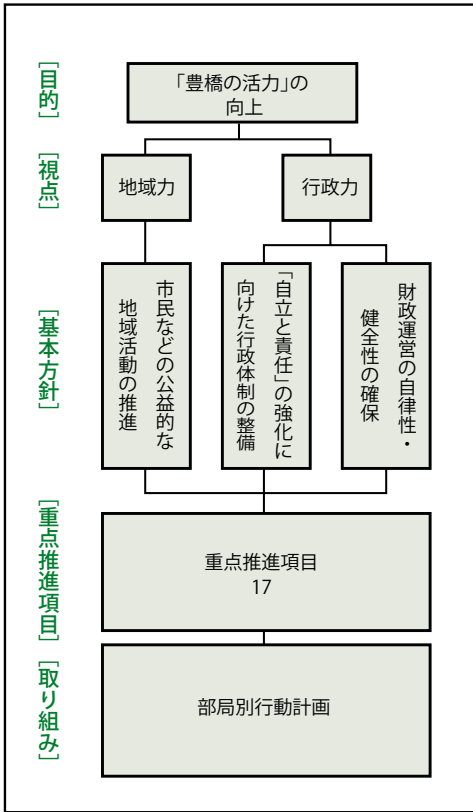 ［目的］
「豊橋の活力」の
向上
［視点］
地域力
行政力
［基本方針］
市民などの公益的な
地域活動の推進
「自立と責任」の強化に
向けた行政体制の整備
財政運営の自律性・
健全性の確保
［重点推進項目］
重点推進項目
17
［取り組み］
部局別行動計画